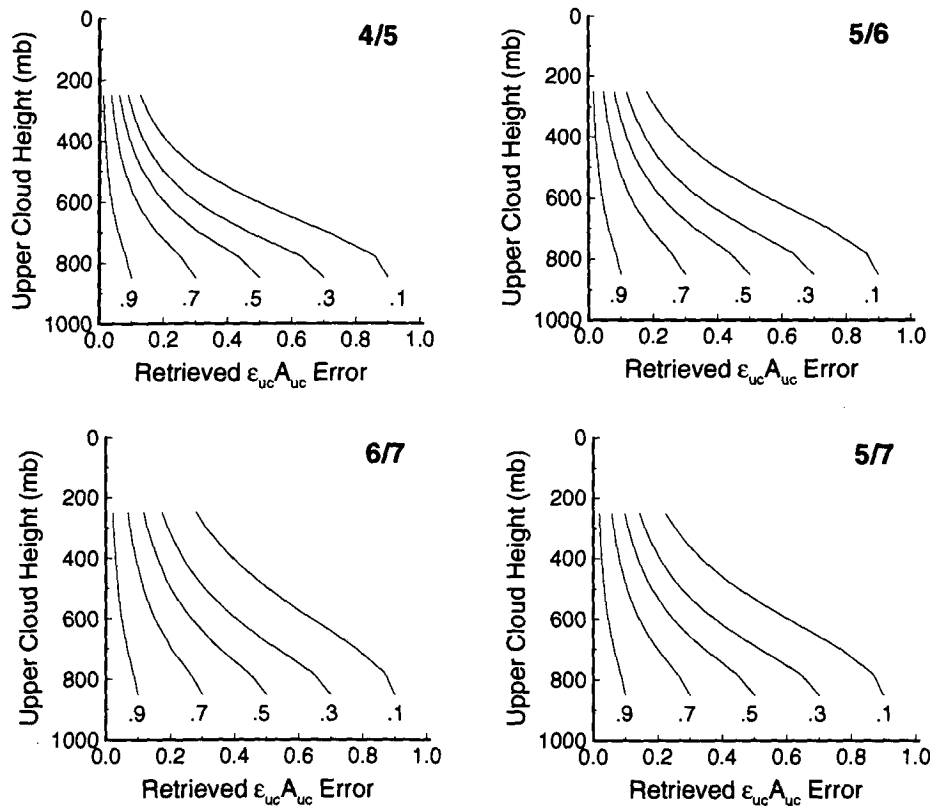 4/5
Upper Cloud Height (mb)
0
200
400
600
800
1000
.9 .7 .5 .3 .1
0.0 0.2 0.4 0.6 0.8 1.0
Retrieved εucAuc Error
5/6
Upper Cloud Height (mb)
0
200
400
600
800
1000
.9 .7 .5 .3 .1
0.0 0.2 0.4 0.6 0.8 1.0
Retrieved εucAuc Error
6/7
Upper Cloud Height (mb)
0
200
400
600
800
1000
.9 .7 .5 .3 .1
0.0 0.2 0.4 0.6 0.8 1.0
Retrieved εucAuc Error
5/7
Upper Cloud Height (mb)
0
200
400
600
800
1000
.9 .7 .5 .3 .1
0.0 0.2 0.4 0.6 0.8 1.0
Retrieved εucAuc Error